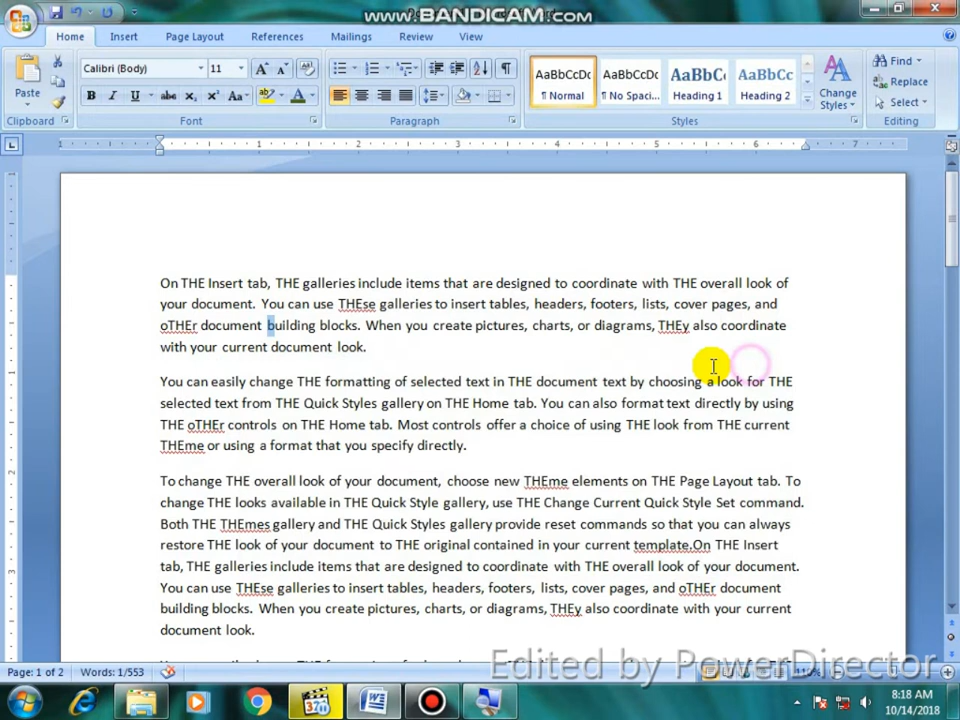 www.BANDICAM.com
Home Insert Page Layout References Mailings Review View
Calibri (Body) 11
Paste
AaBbCcDc AaBbCcDc AaBbC AaBbCc
¶ Normal ¶ No Spaci... Heading 1 Heading 2
Change Styles
Find
Replace
Select
Clipboard Font Paragraph Styles Editing
On THE Insert tab, THE galleries include items that are designed to coordinate with THE overall look of
your document. You can use THEse galleries to insert tables, headers, footers, lists, cover pages, and
oTHEr document building blocks. When you create pictures, charts, or diagrams, THEy also coordinate
with your current document look.
You can easily change THE formatting of selected text in THE document text by choosing a look for THE
selected text from THE Quick Styles gallery on THE Home tab. You can also format text directly by using
THE oTHEr controls on THE Home tab. Most controls offer a choice of using THE look from THE current
THEme or using a format that you specify directly.
To change THE overall look of your document, choose new THEme elements on THE Page Layout tab. To
change THE looks available in THE Quick Style gallery, use THE Change Current Quick Style Set command.
Both THE THEmes gallery and THE Quick Styles gallery provide reset commands so that you can always
restore THE look of your document to THE original contained in your current template.On THE Insert
tab, THE galleries include items that are designed to coordinate with THE overall look of your document.
You can use THEse galleries to insert tables, headers, footers, lists, cover pages, and oTHEr document
building blocks. When you create pictures, charts, or diagrams, THEy also coordinate with your current
document look.
Edited by PowerDirector
Page: 1 of 2 Words: 1/553 110%
8:18 AM
10/14/2018